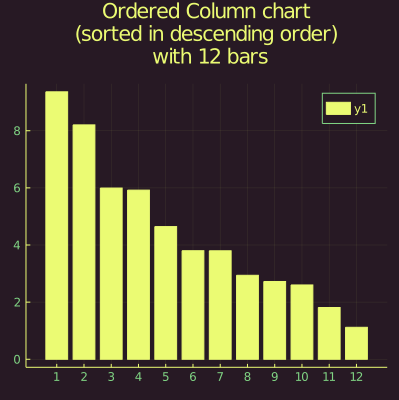 Ordered Column chart
(sorted in descending order)
with 12 bars
y1
8
6
4
2
0
1 2 3 4 5 6 7 8 9 10 11 12